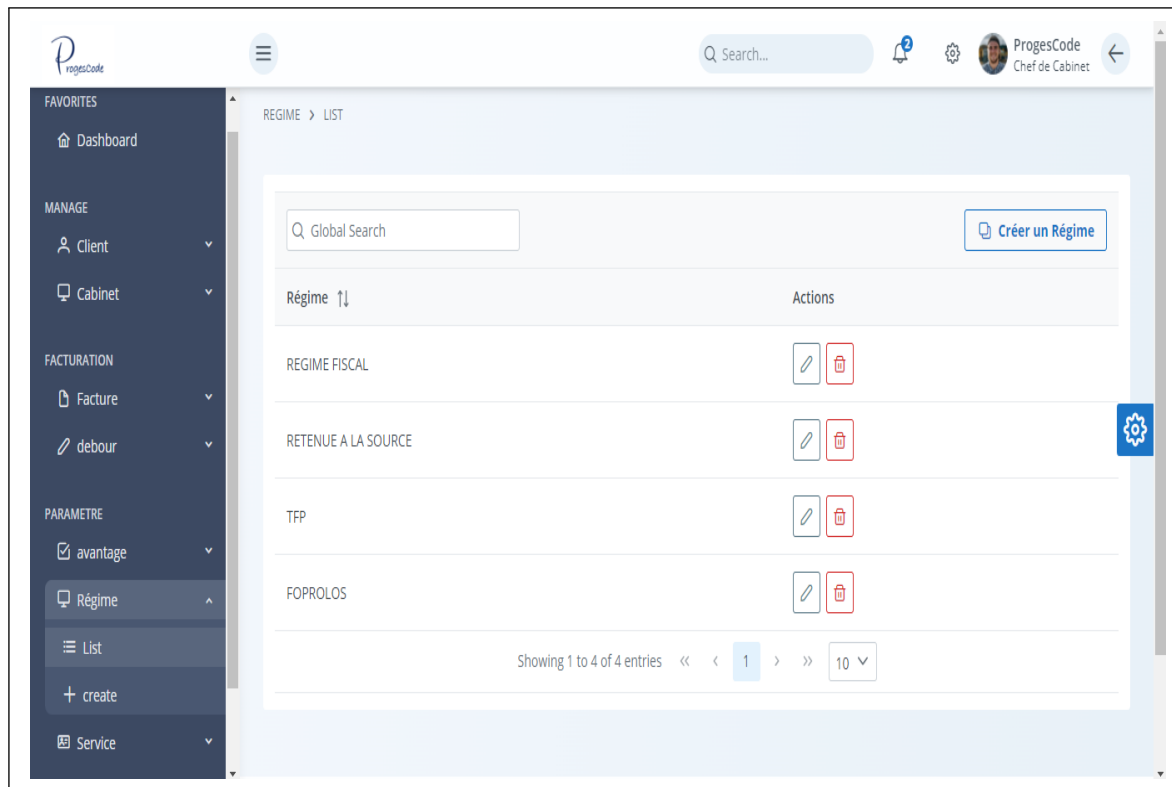 ProgesCode
Search...
2
ProgesCode
Chef de Cabinet
FAVORITES
Dashboard
MANAGE
Client
Cabinet
FACTURATION
Facture
debour
PARAMETRE
avantage
Régime
List
create
Service
REGIME > LIST
Global Search
Créer un Régime
Régime
Actions
REGIME FISCAL
RETENUE A LA SOURCE
TFP
FOPROLOS
Showing 1 to 4 of 4 entries « < 1 > » 10